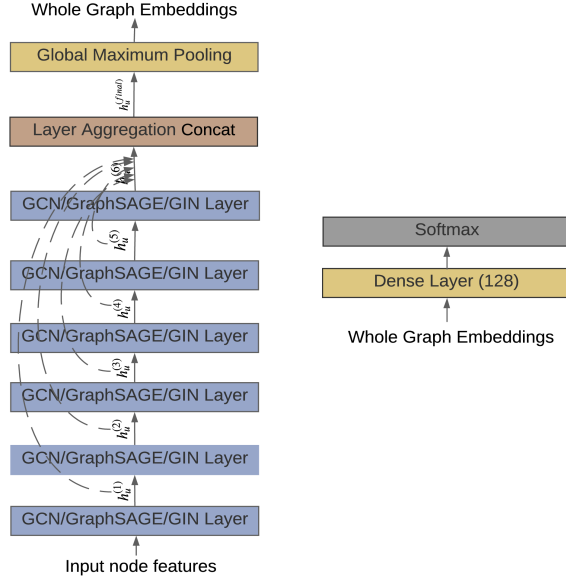 Whole Graph Embeddings
Global Maximum Pooling
h_u^{(final)}
Layer Aggregation Concat
h_u^{(6)}
GCN/GraphSAGE/GIN Layer
h_u^{(5)}
GCN/GraphSAGE/GIN Layer
h_u^{(4)}
GCN/GraphSAGE/GIN Layer
h_u^{(3)}
GCN/GraphSAGE/GIN Layer
h_u^{(2)}
GCN/GraphSAGE/GIN Layer
h_u^{(1)}
GCN/GraphSAGE/GIN Layer
Input node features
Softmax
Dense Layer (128)
Whole Graph Embeddings